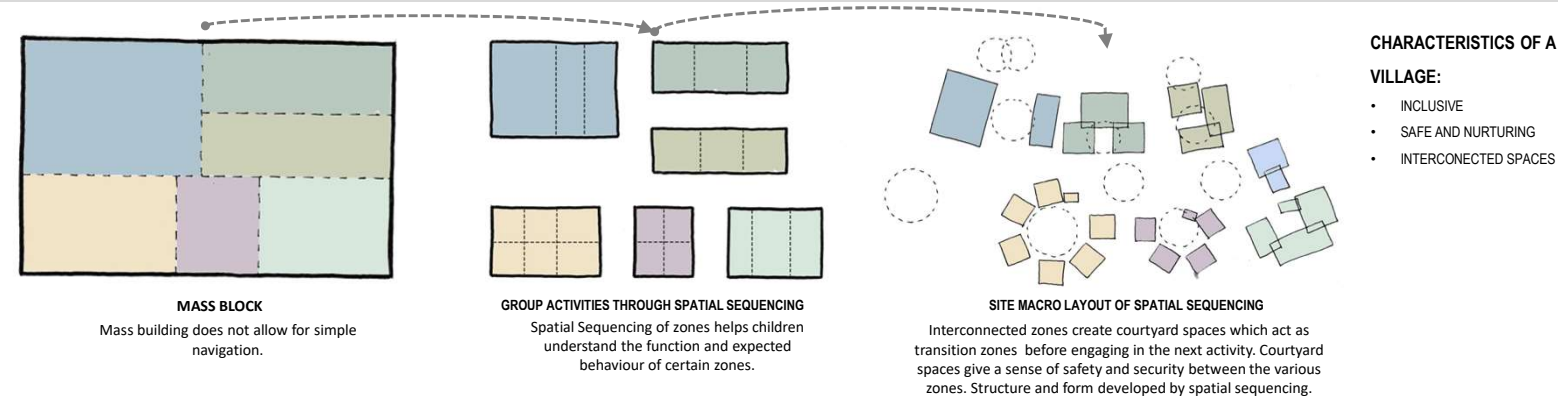 MASS BLOCK
Mass building does not allow for simple
navigation.
GROUP ACTIVITIES THROUGH SPATIAL SEQUENCING
Spatial Sequencing of zones helps children
understand the function and expected
behaviour of certain zones.
SITE MACRO LAYOUT OF SPATIAL SEQUENCING
Interconnected zones create courtyard spaces which act as
transition zones before engaging in the next activity. Courtyard
spaces give a sense of safety and security between the various
zones. Structure and form developed by spatial sequencing.
CHARACTERISTICS OF A
VILLAGE:
• INCLUSIVE
• SAFE AND NURTURING
• INTERCONECTED SPACES